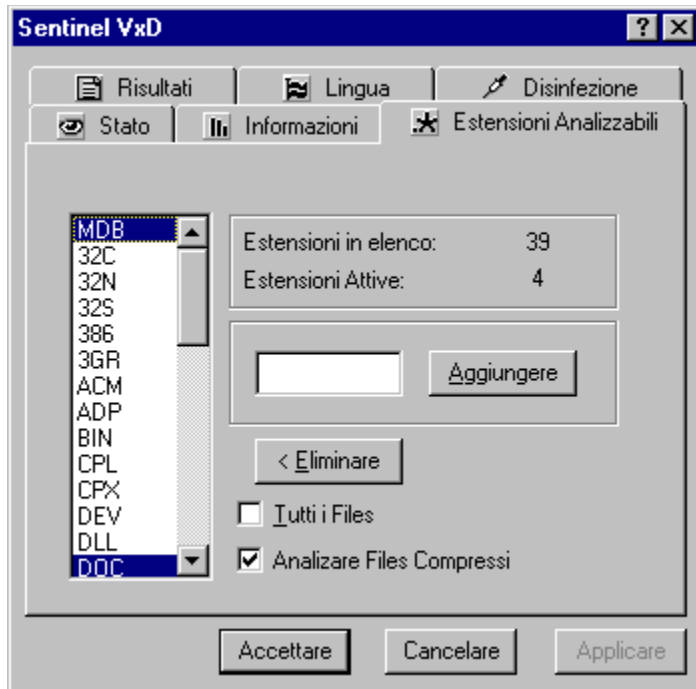 Sentinel VxD
Risultati
Lingua
Disinfezione
Stato
Informazioni
Estensioni Analizzabili
MDB
32C
32N
32S
386
3GR
ACM
ADP
BIN
CPL
CPX
DEV
DLL
DOC
Estensioni in elenco: 39
Estensioni Attive: 4
Aggiungere
< Eliminare
Tutti i Files
Analizare Files Compressi
Accettare
Cancelare
Applicare